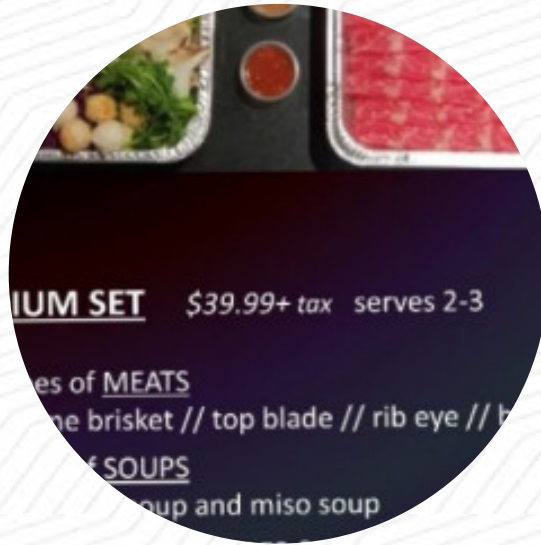 IUM SET $39.99+ tax serves 2-3
es of MEATS
ne brisket // top blade // rib eye // b
f SOUPS
oup and miso soup